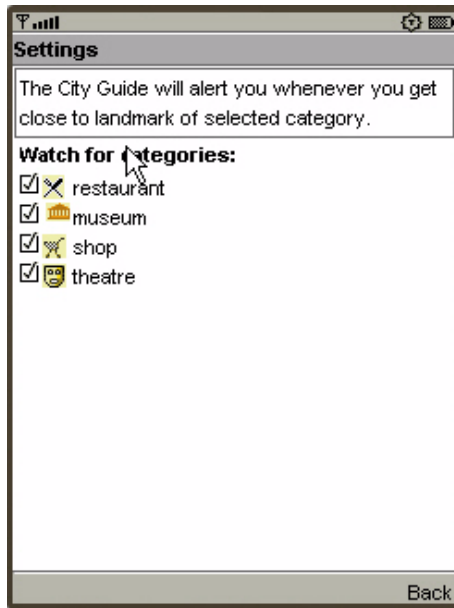 Settings
The City Guide will alert you whenever you get
close to landmark of selected category.
Watch for categories:
restaurant
museum
shop
theatre
Back